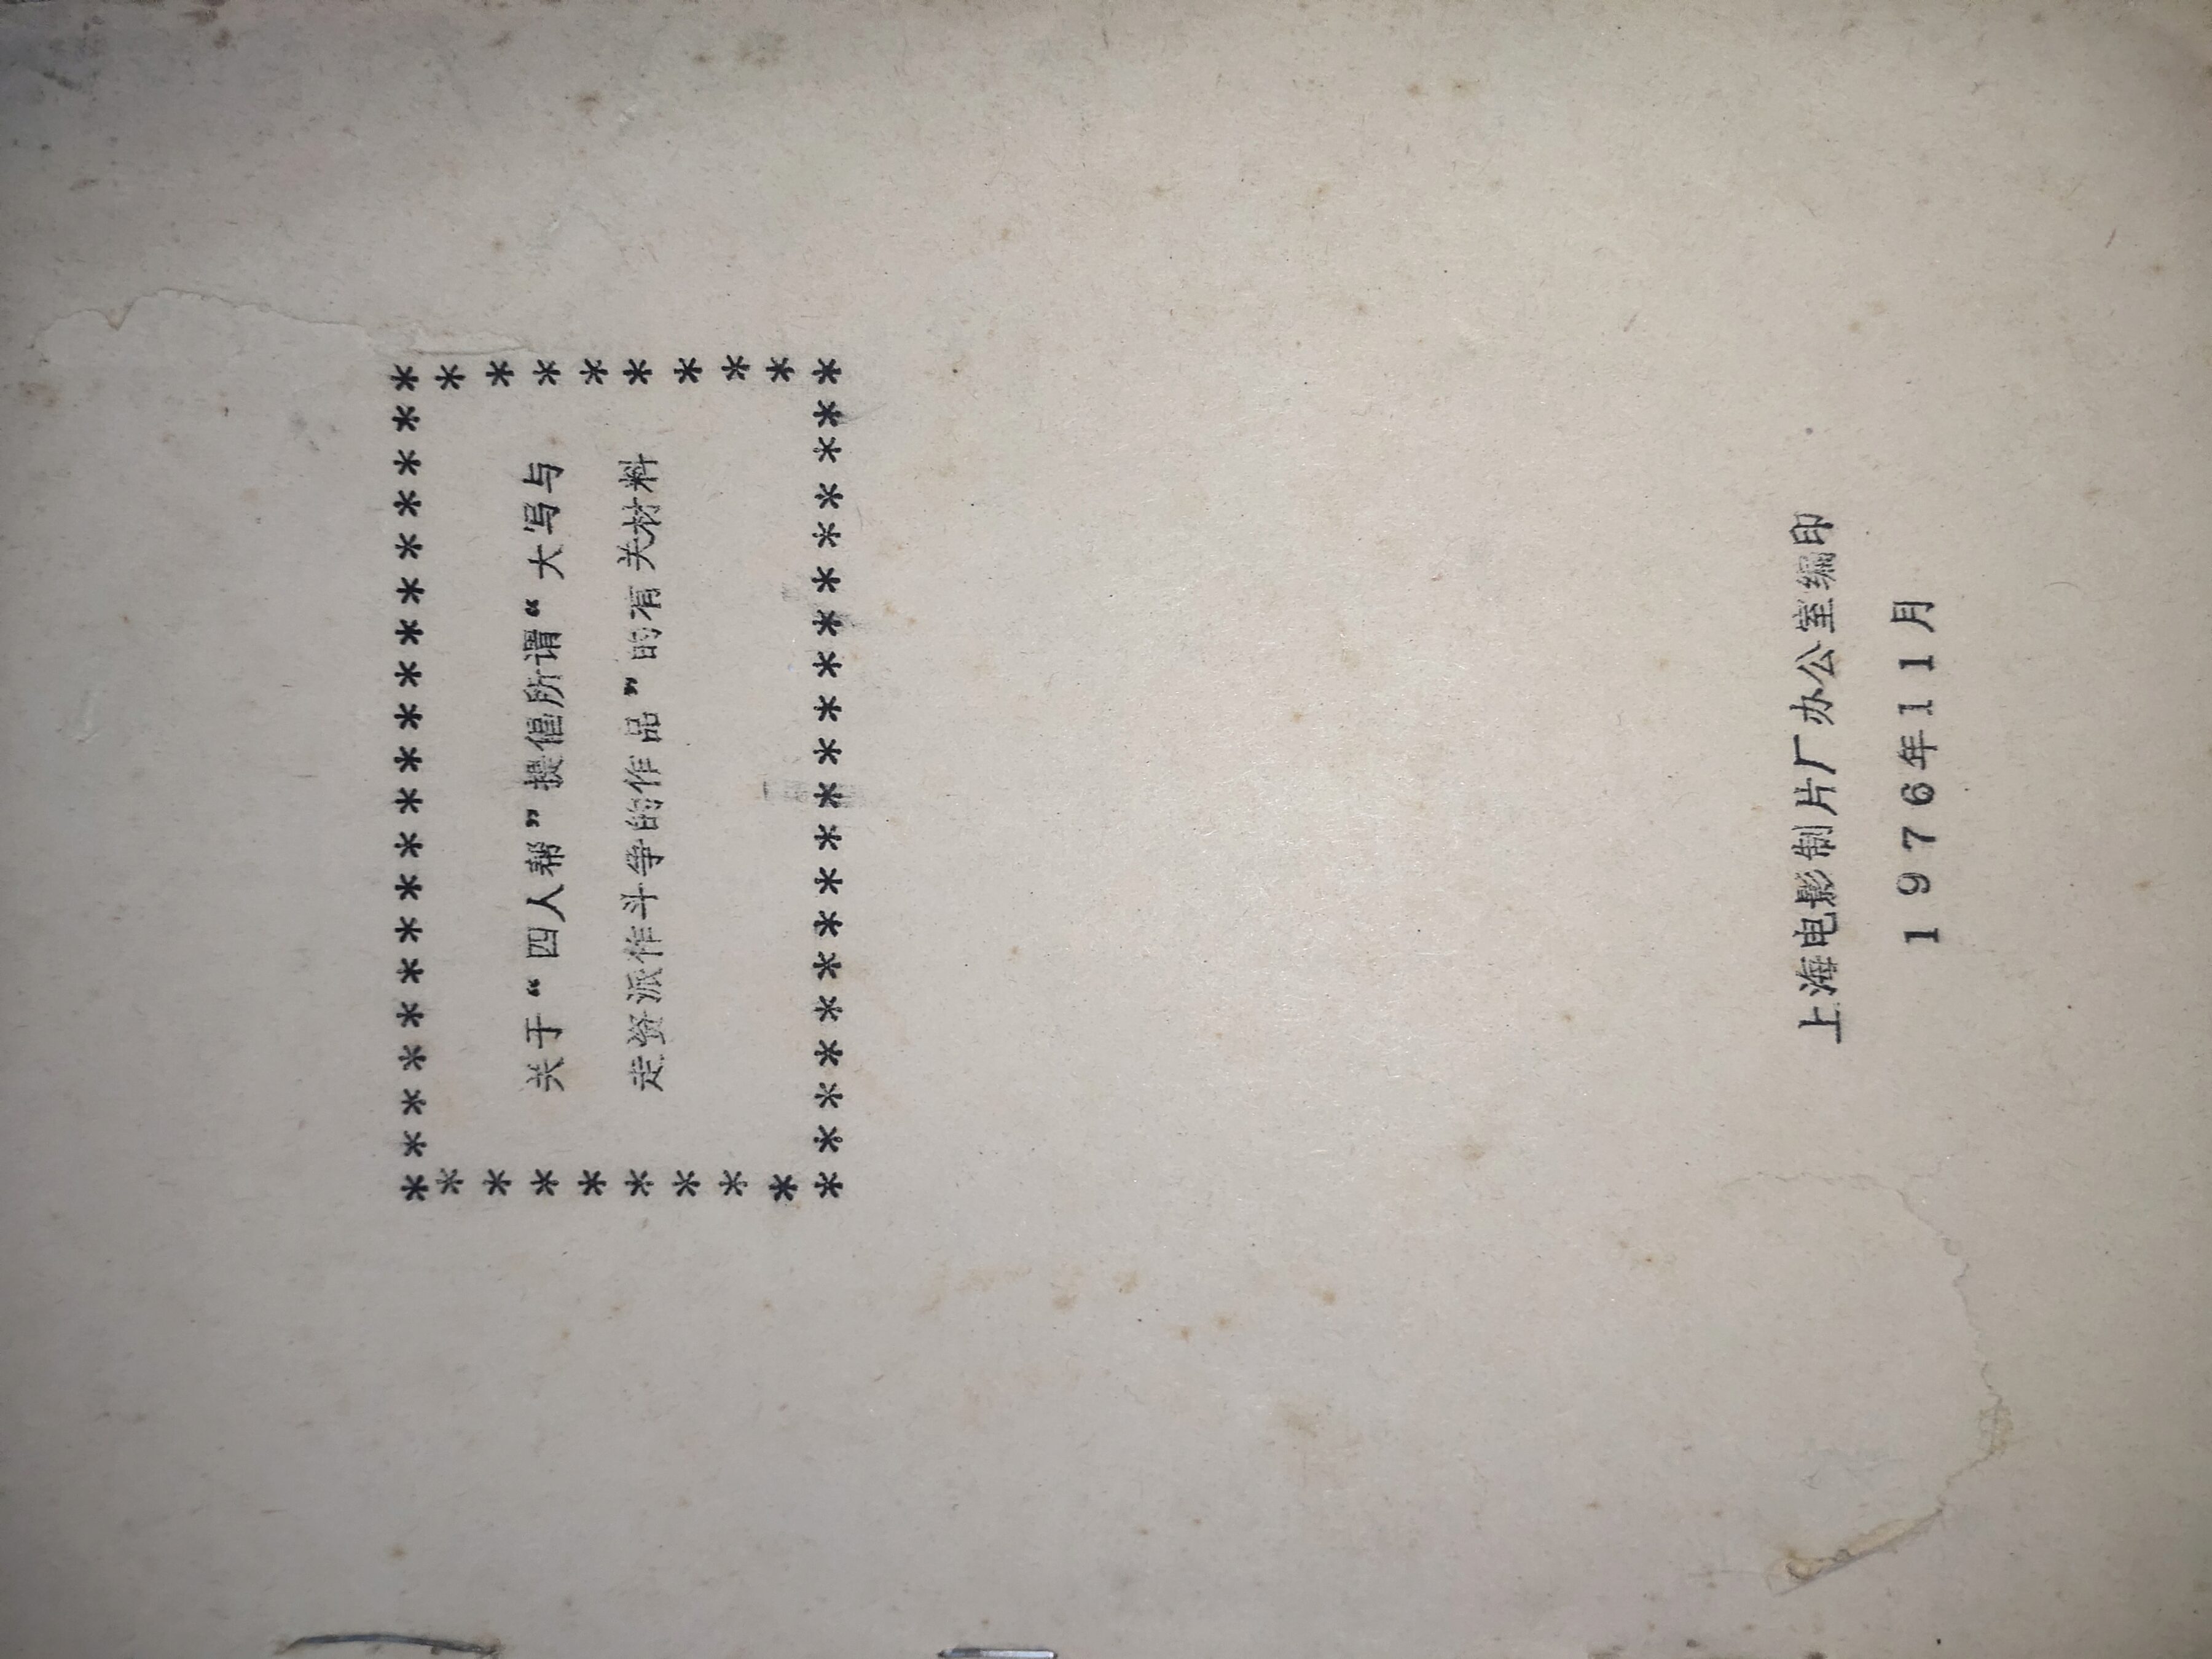 关于“四人帮”提倡所谓“大写与
走资派作斗争的作品”的有关材料
上海电影制片厂办公室编印
1976年11月